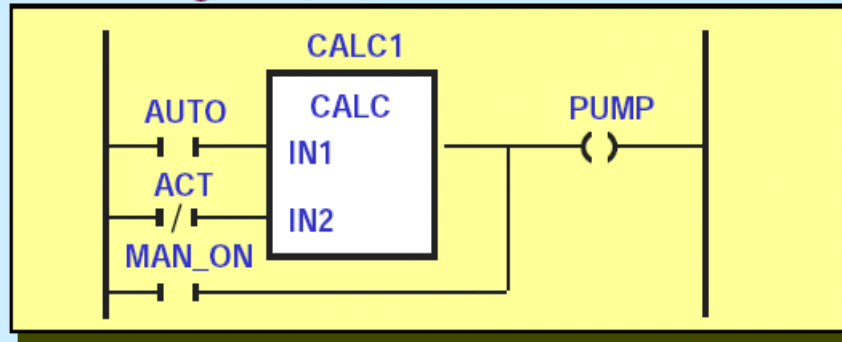 CALC1
CALC
AUTO
PUMP
IN1
ACT
IN2
MAN_ON